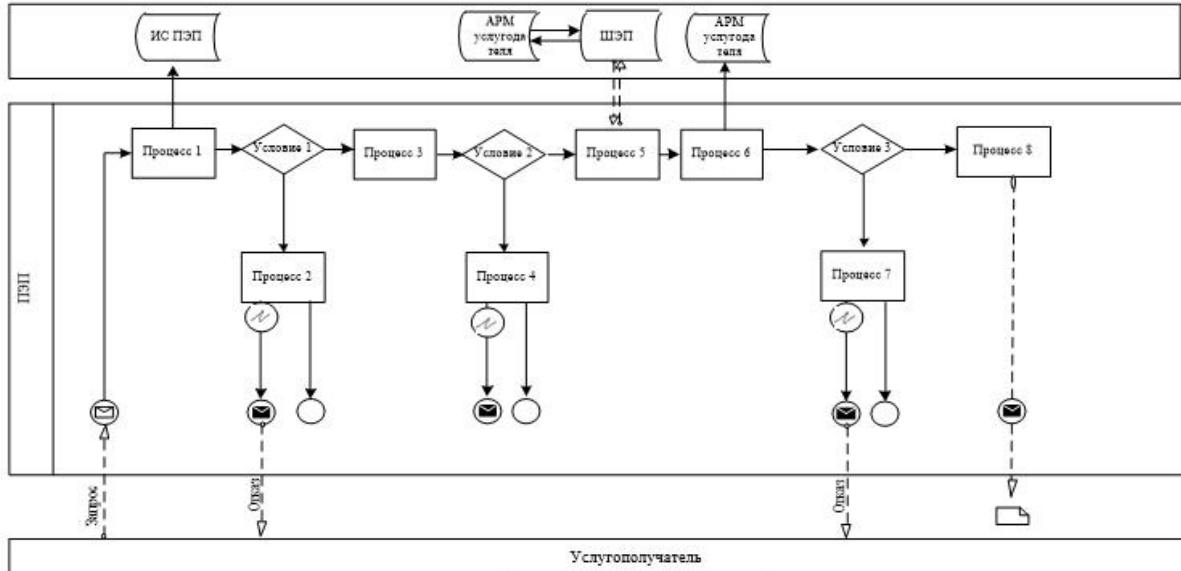 ИС ПЭП
АРМ
услугода
теля
ШЭП
АРМ
услугода
теля
ПЭП
Процесс 1
Условие 1
Процесс 3
Условие 2
Процесс 5
Процесс 6
Условие 3
Процесс 8
Процесс 2
Процесс 4
Процесс 7
Запрос
Отказ
Отказ
Услугополучатель